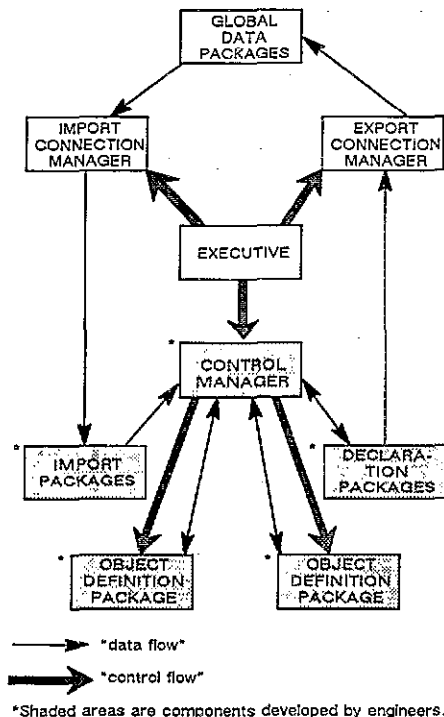 GLOBAL
DATA
PACKAGES
IMPORT
CONNECTION
MANAGER
EXPORT
CONNECTION
MANAGER
EXECUTIVE
*
CONTROL
MANAGER
*
IMPORT
PACKAGES
*
DECLARA-
TION
PACKAGES
*
OBJECT
DEFINITION
PACKAGE
*
OBJECT
DEFINITION
PACKAGE
"data flow"
"control flow"
*Shaded areas are components developed by engineers.